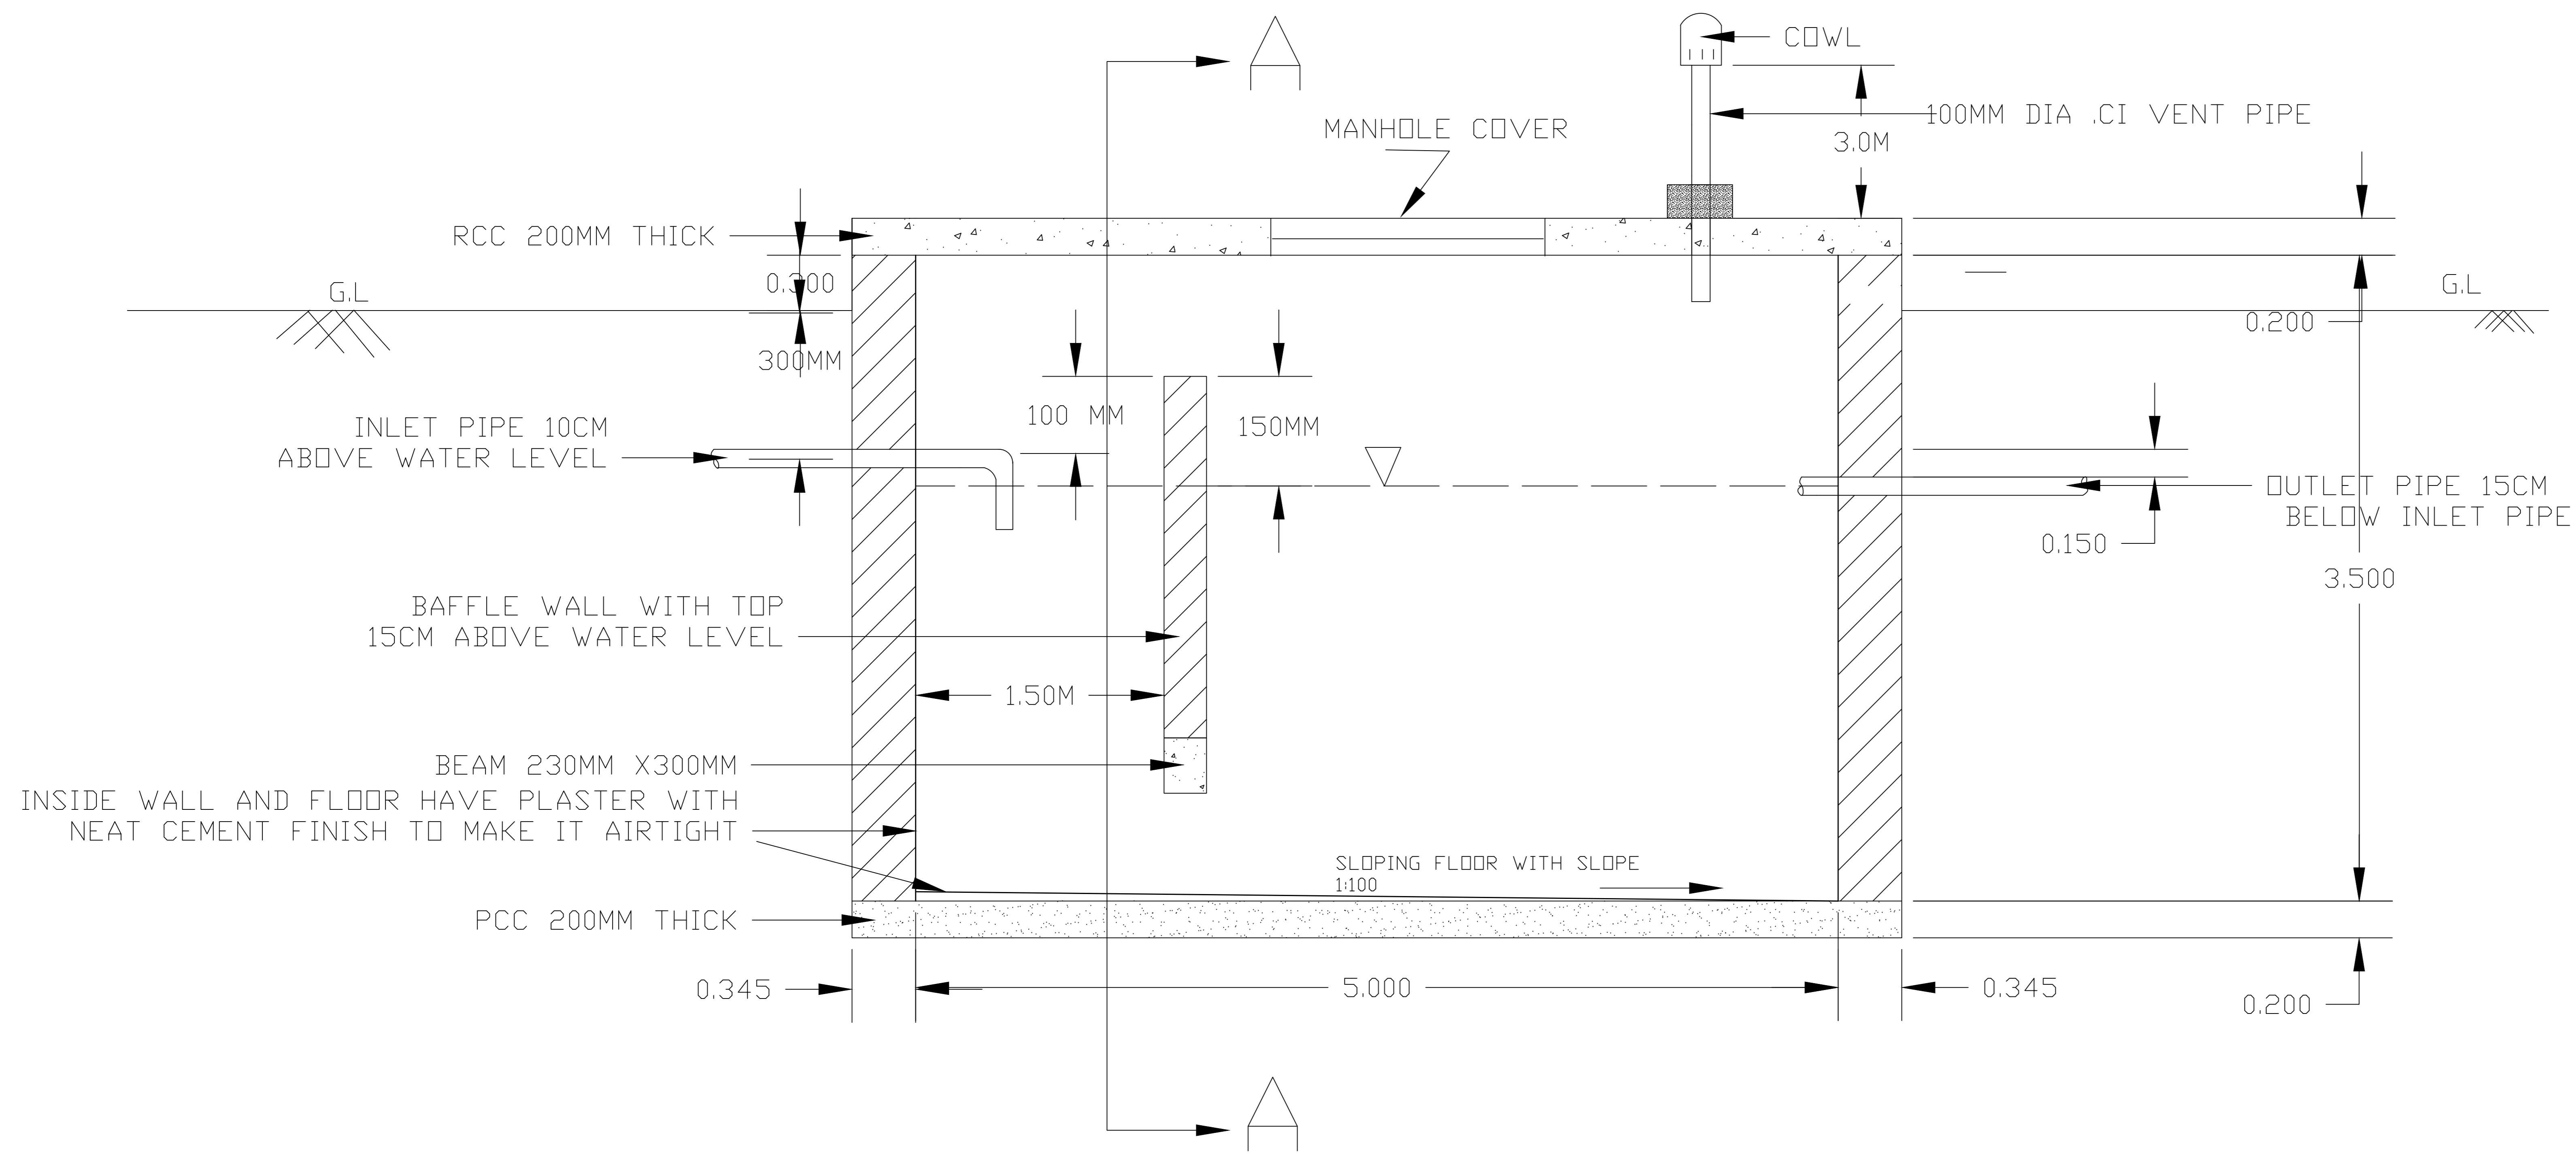 A
COWL
100MM DIA .CI VENT PIPE
MANHOLE COVER
3.0M
RCC 200MM THICK
0.300
G.L
G.L
0.200
300MM
INLET PIPE 10CM
ABOVE WATER LEVEL
100 MM
150MM
OUTLET PIPE 15CM
BELOW INLET PIPE
0.150
3.500
BAFFLE WALL WITH TOP
15CM ABOVE WATER LEVEL
1.50M
BEAM 230MM X300MM
INSIDE WALL AND FLOOR HAVE PLASTER WITH
NEAT CEMENT FINISH TO MAKE IT AIRTIGHT
SLOPING FLOOR WITH SLOPE
1:100
PCC 200MM THICK
0.345
5.000
0.345
0.200
A